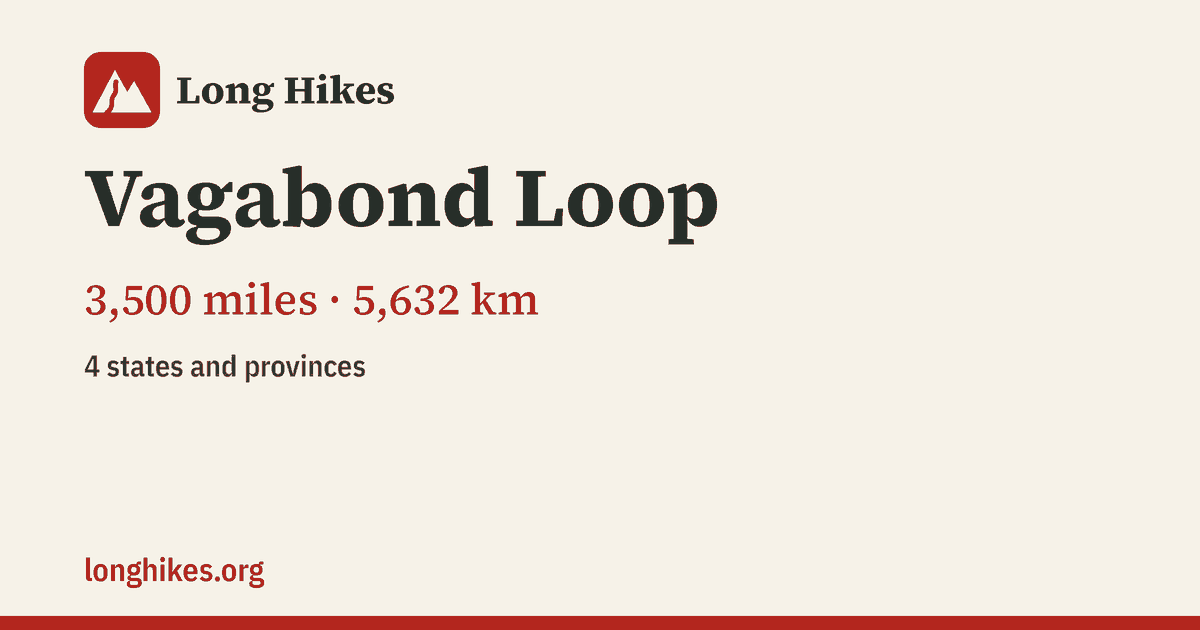 Long Hikes
Vagabond Loop
3,500 miles · 5,632 km
4 states and provinces
longhikes.org